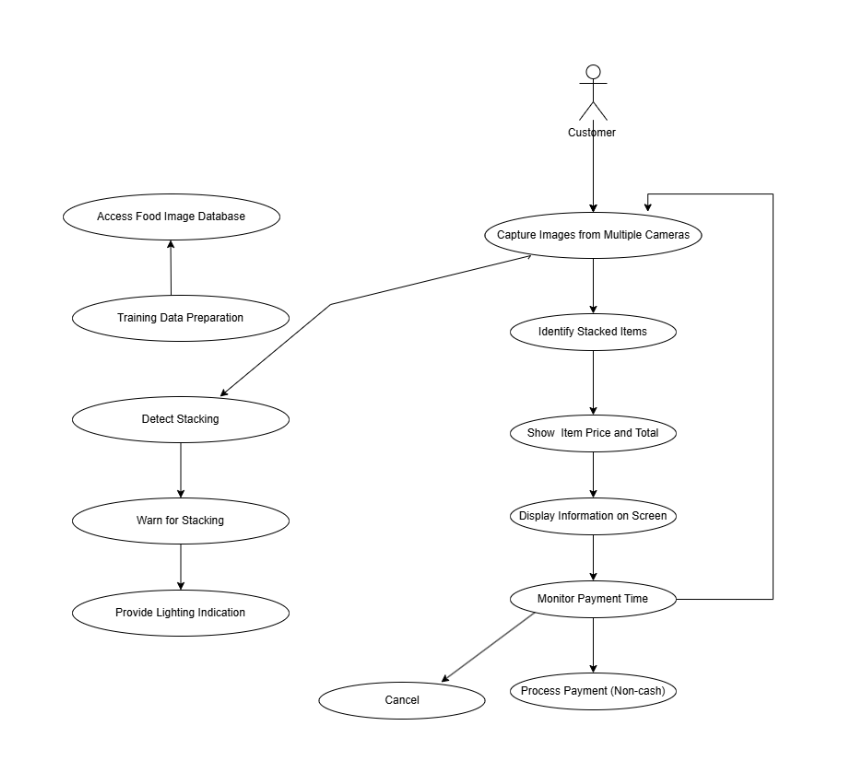 Customer
Access Food Image Database
Capture Images from Multiple Cameras
Training Data Preparation
Identify Stacked Items
Detect Stacking
Show  Item Price and Total
Warn for Stacking
Display Information on Screen
Provide Lighting Indication
Monitor Payment Time
Cancel
Process Payment (Non-cash)